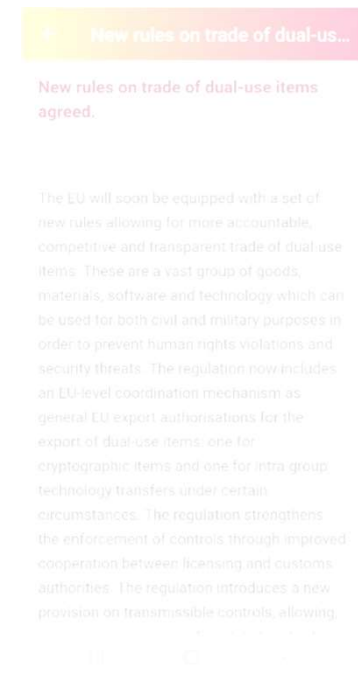 New rules on trade of dual-us...
New rules on trade of dual-use items
agreed.
The EU will soon be equipped with a set of
new rules allowing for more accountable,
competitive and transparent trade of dual use
items. These are a vast group of goods,
materials, software and technology which can
be used for both civil and military purposes in
order to prevent human rights violations and
security threats. The regulation now includes
an EU-level coordination mechanism as
general EU export authorisations for the
export of dual-use items: one for
cryptographic items and one for intra group
technology transfers under certain
circumstances. The regulation strengthens
the enforcement of controls through improved
cooperation between licensing and customs
authorities. The regulation introduces a new
provision on transmissible controls, allowing,